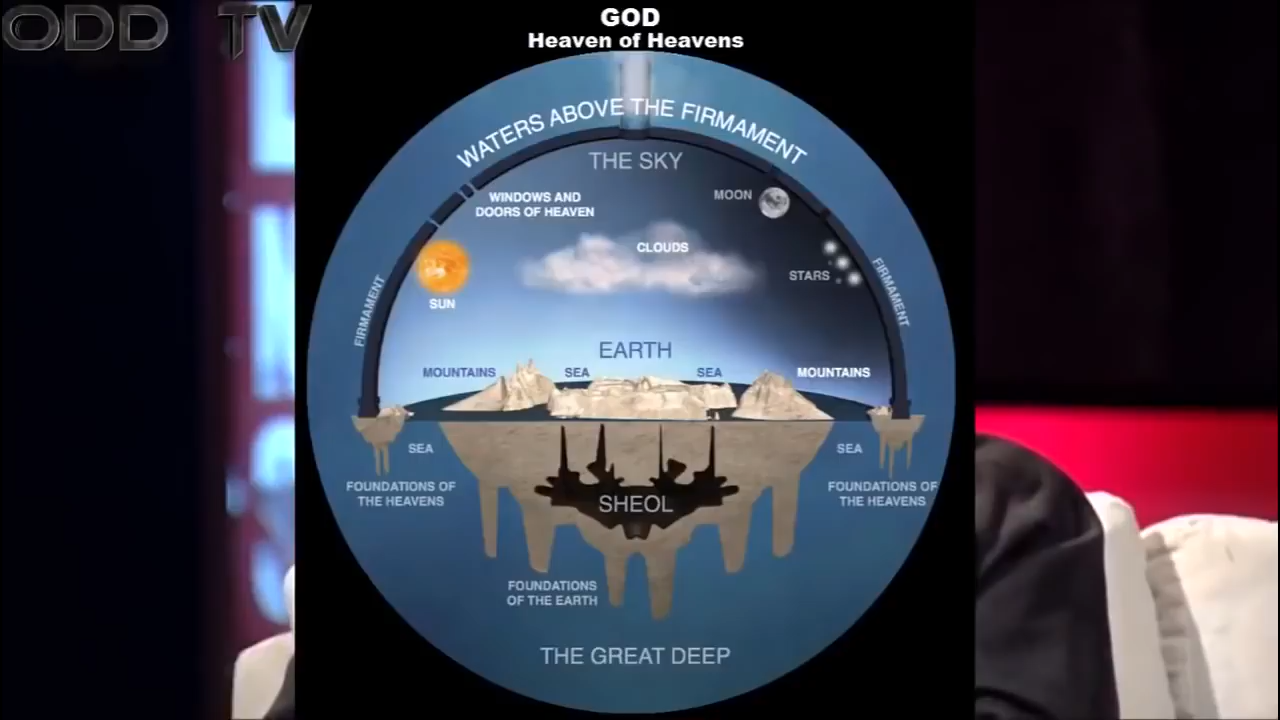 ODD TV
GOD
Heaven of Heavens
WATERS ABOVE THE FIRMAMENT
THE SKY
WINDOWS AND
DOORS OF HEAVEN
MOON
CLOUDS
STARS
SUN
FIRMAMENT
FIRMAMENT
EARTH
MOUNTAINS
SEA
SEA
MOUNTAINS
SEA
SEA
FOUNDATIONS OF
THE HEAVENS
FOUNDATIONS OF
THE HEAVENS
SHEOL
FOUNDATIONS
OF THE EARTH
THE GREAT DEEP